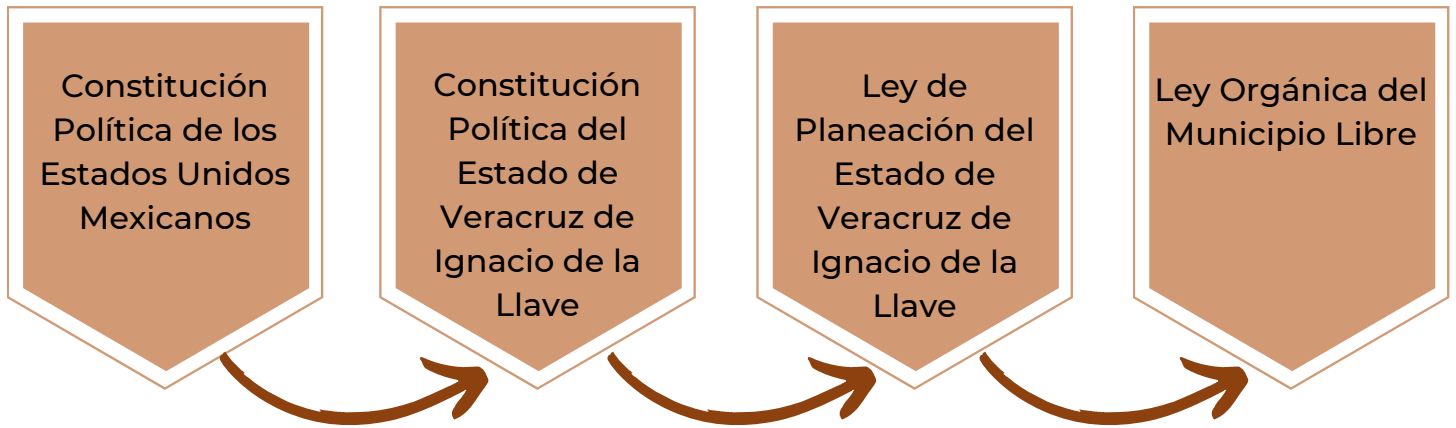 Constitución
Política de los
Estados Unidos
Mexicanos
Constitución
Política del
Estado de
Veracruz de
Ignacio de la
Llave
Ley de
Planeación del
Estado de
Veracruz de
Ignacio de la
Llave
Ley Orgánica del
Municipio Libre